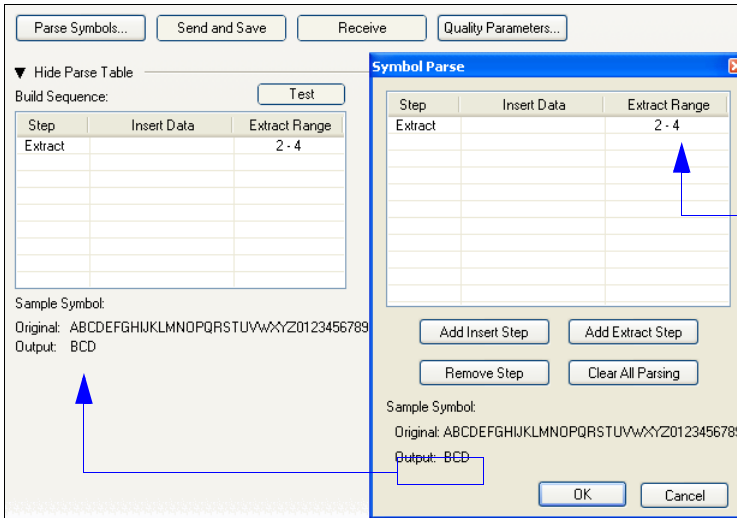 Parse Symbols... Send and Save Receive Quality Parameters...
Hide Parse Table
Build Sequence: Test
Step Insert Data Extract Range
Extract 2 - 4
Sample Symbol:
Original: ABCDEFGHIJKLMNOPQRSTUVWXYZ0123456789
Output: BCD
Symbol Parse
Step Insert Data Extract Range
Extract 2 - 4
Add Insert Step Add Extract Step
Remove Step Clear All Parsing
Sample Symbol:
Original: ABCDEFGHIJKLMNOPQRSTUVWXYZ0123456789
Output: BCD
OK Cancel